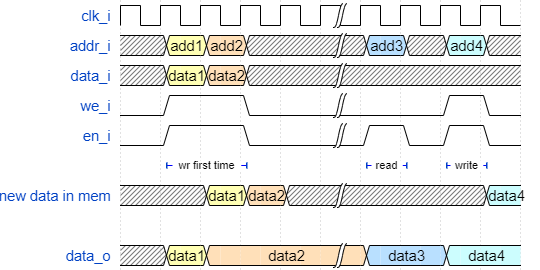 clk_i
addr_i add1 add2 add3 add4
data_i data1 data2
we_i
en_i
wr first time read write
new data in mem data1 data2 data4
data_o data1 data2 data3 data4